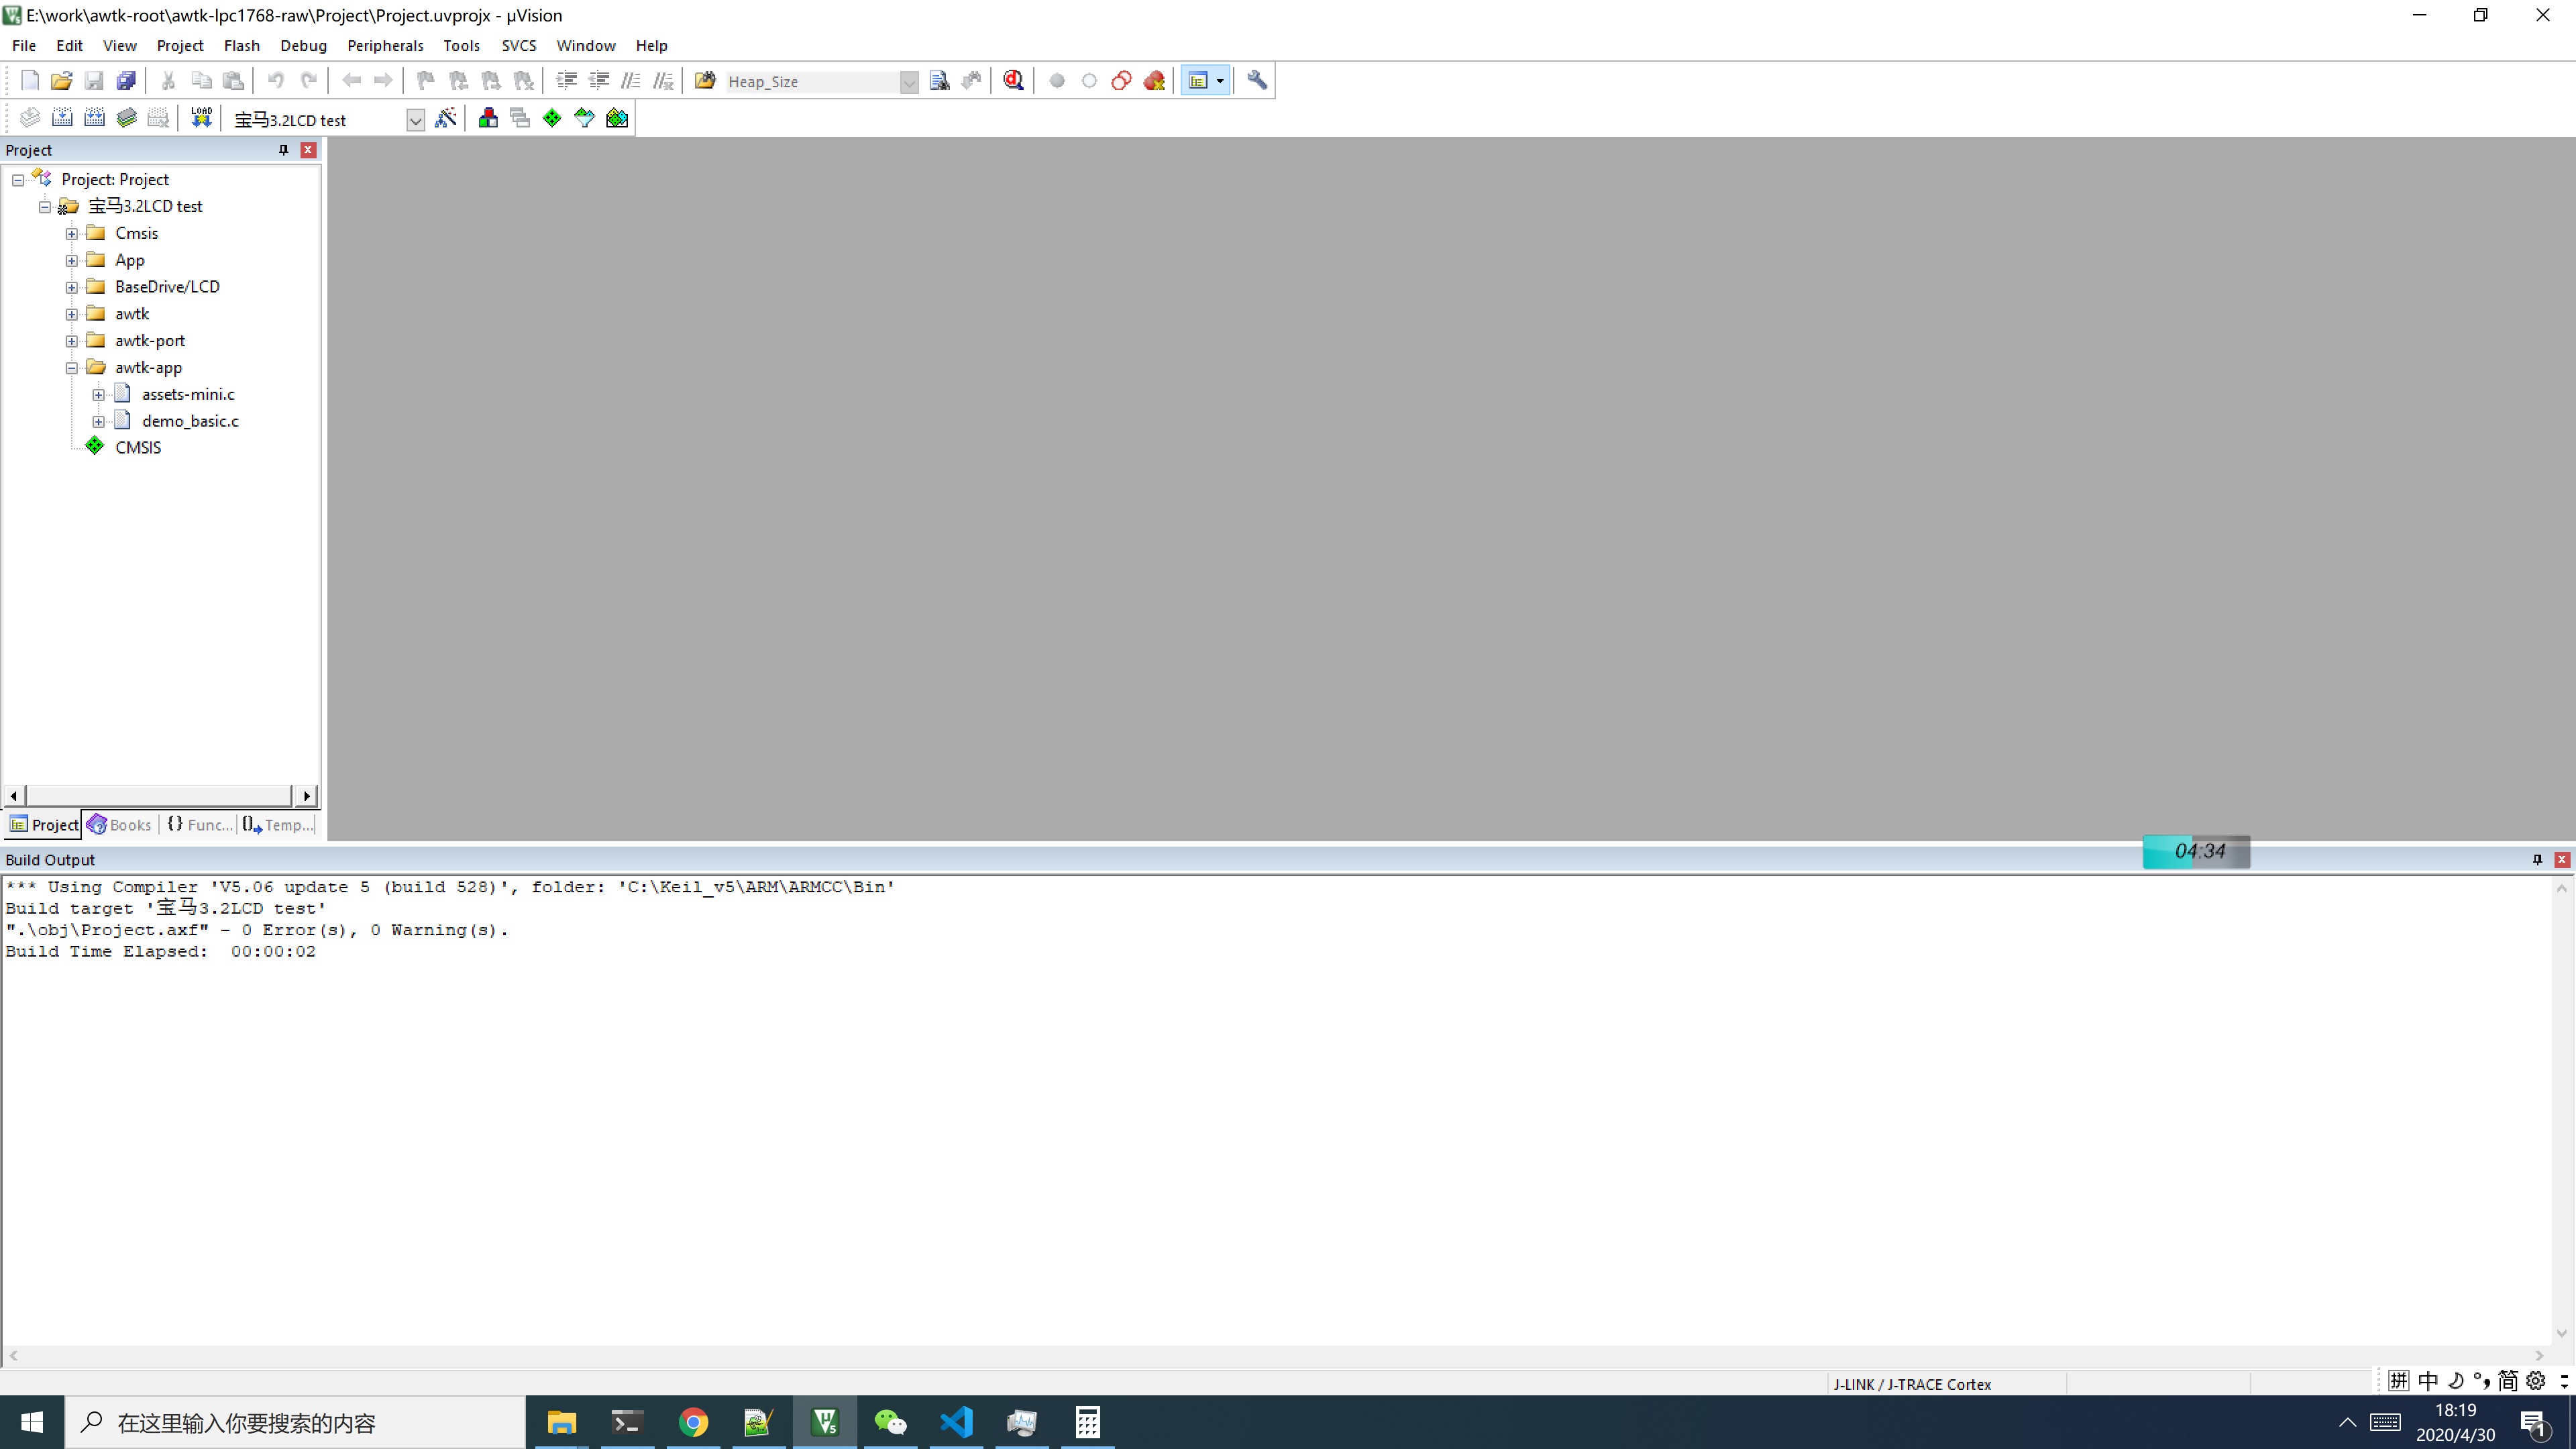 E:\work\awtk-root\awtk-lpc1768-raw\Project\Project.uvprojx - µVision
File Edit View Project Flash Debug Peripherals Tools SVCS Window Help
Heap_Size
LOAD
宝马3.2LCD test
Project
Project: Project
宝马3.2LCD test
Cmsis
App
BaseDrive/LCD
awtk
awtk-port
awtk-app
assets-mini.c
demo_basic.c
CMSIS
Project Books {} Func... Temp...
04:34
Build Output
*** Using Compiler 'V5.06 update 5 (build 528)', folder: 'C:\Keil_v5\ARM\ARMCC\Bin'
Build target '宝马3.2LCD test'
".\obj\Project.axf" - 0 Error(s), 0 Warning(s).
Build Time Elapsed:  00:00:02
J-LINK / J-TRACE Cortex
拼 中 简
在这里输入你要搜索的内容
18:19
2020/4/30
1